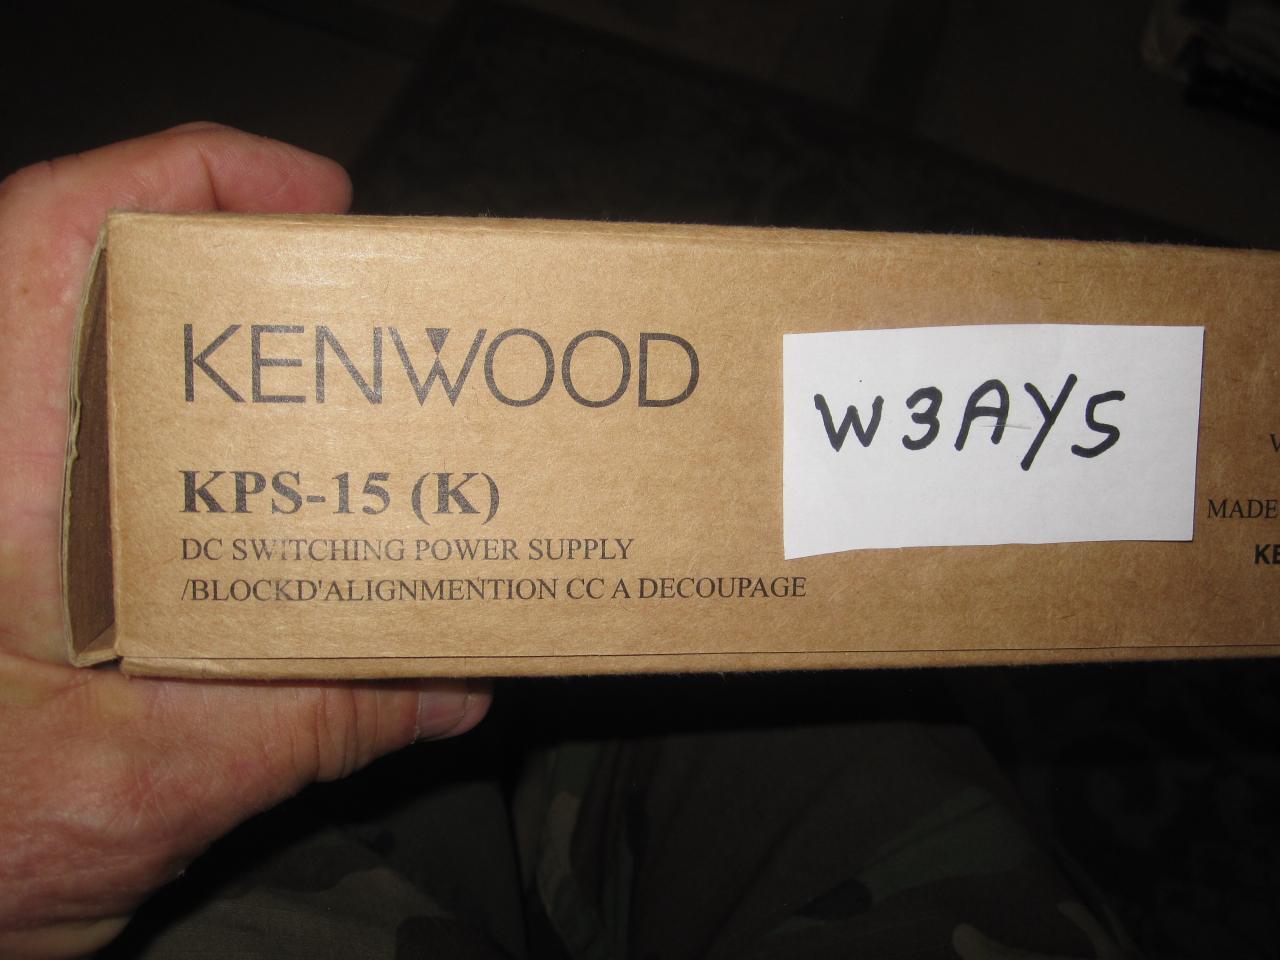 KENWOOD
KPS-15 (K)
DC SWITCHING POWER SUPPLY
/BLOCKD'ALIGNMENTION CC A DECOUPAGE
W3AYS
MADE